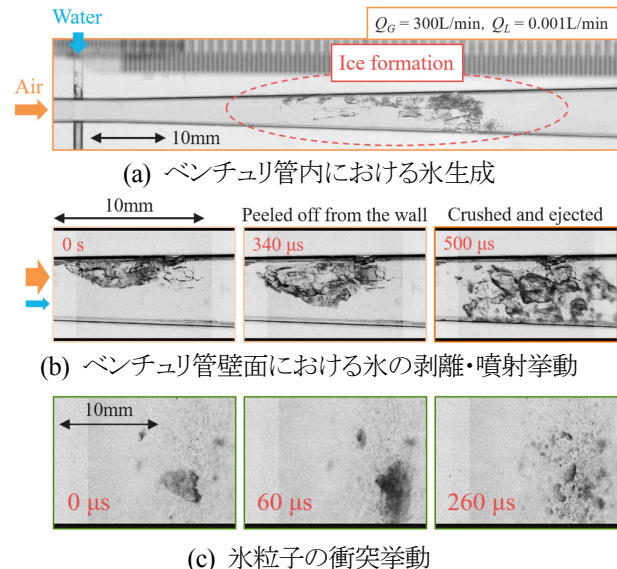 Water
Q_G = 300L/min, Q_L = 0.001L/min
Ice formation
Air
10mm
(a) ベンチュリ管内における氷生成
10mm
Peeled off from the wall
Crushed and ejected
0 s
340 μs
500 μs
(b) ベンチュリ管壁面における氷の剥離・噴射挙動
10mm
0 μs
60 μs
260 μs
(c) 氷粒子の衝突挙動